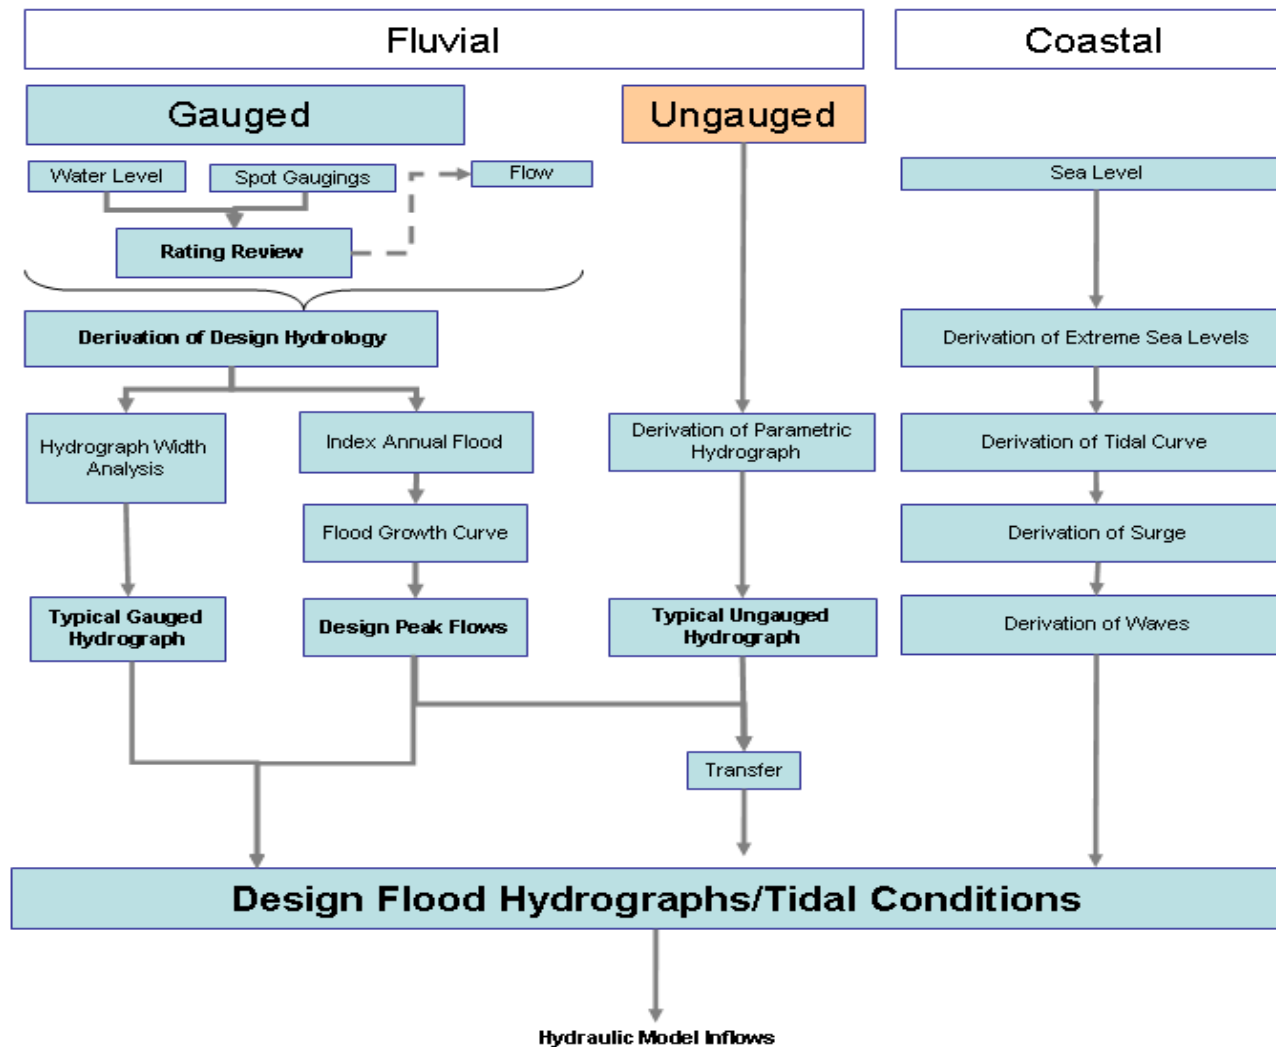 Fluvial
Coastal
Gauged
Ungauged
Water Level
Spot Gaugings
Flow
Sea Level
Rating Review
Derivation of Design Hydrology
Derivation of Extreme Sea Levels
Hydrograph Width
Analysis
Index Annual Flood
Derivation of Parametric
Hydrograph
Derivation of Tidal Curve
Flood Growth Curve
Derivation of Surge
Typical Gauged
Hydrograph
Design Peak Flows
Typical Ungauged
Hydrograph
Derivation of Waves
Transfer
Design Flood Hydrographs/Tidal Conditions
Hydraulic Model Inflows